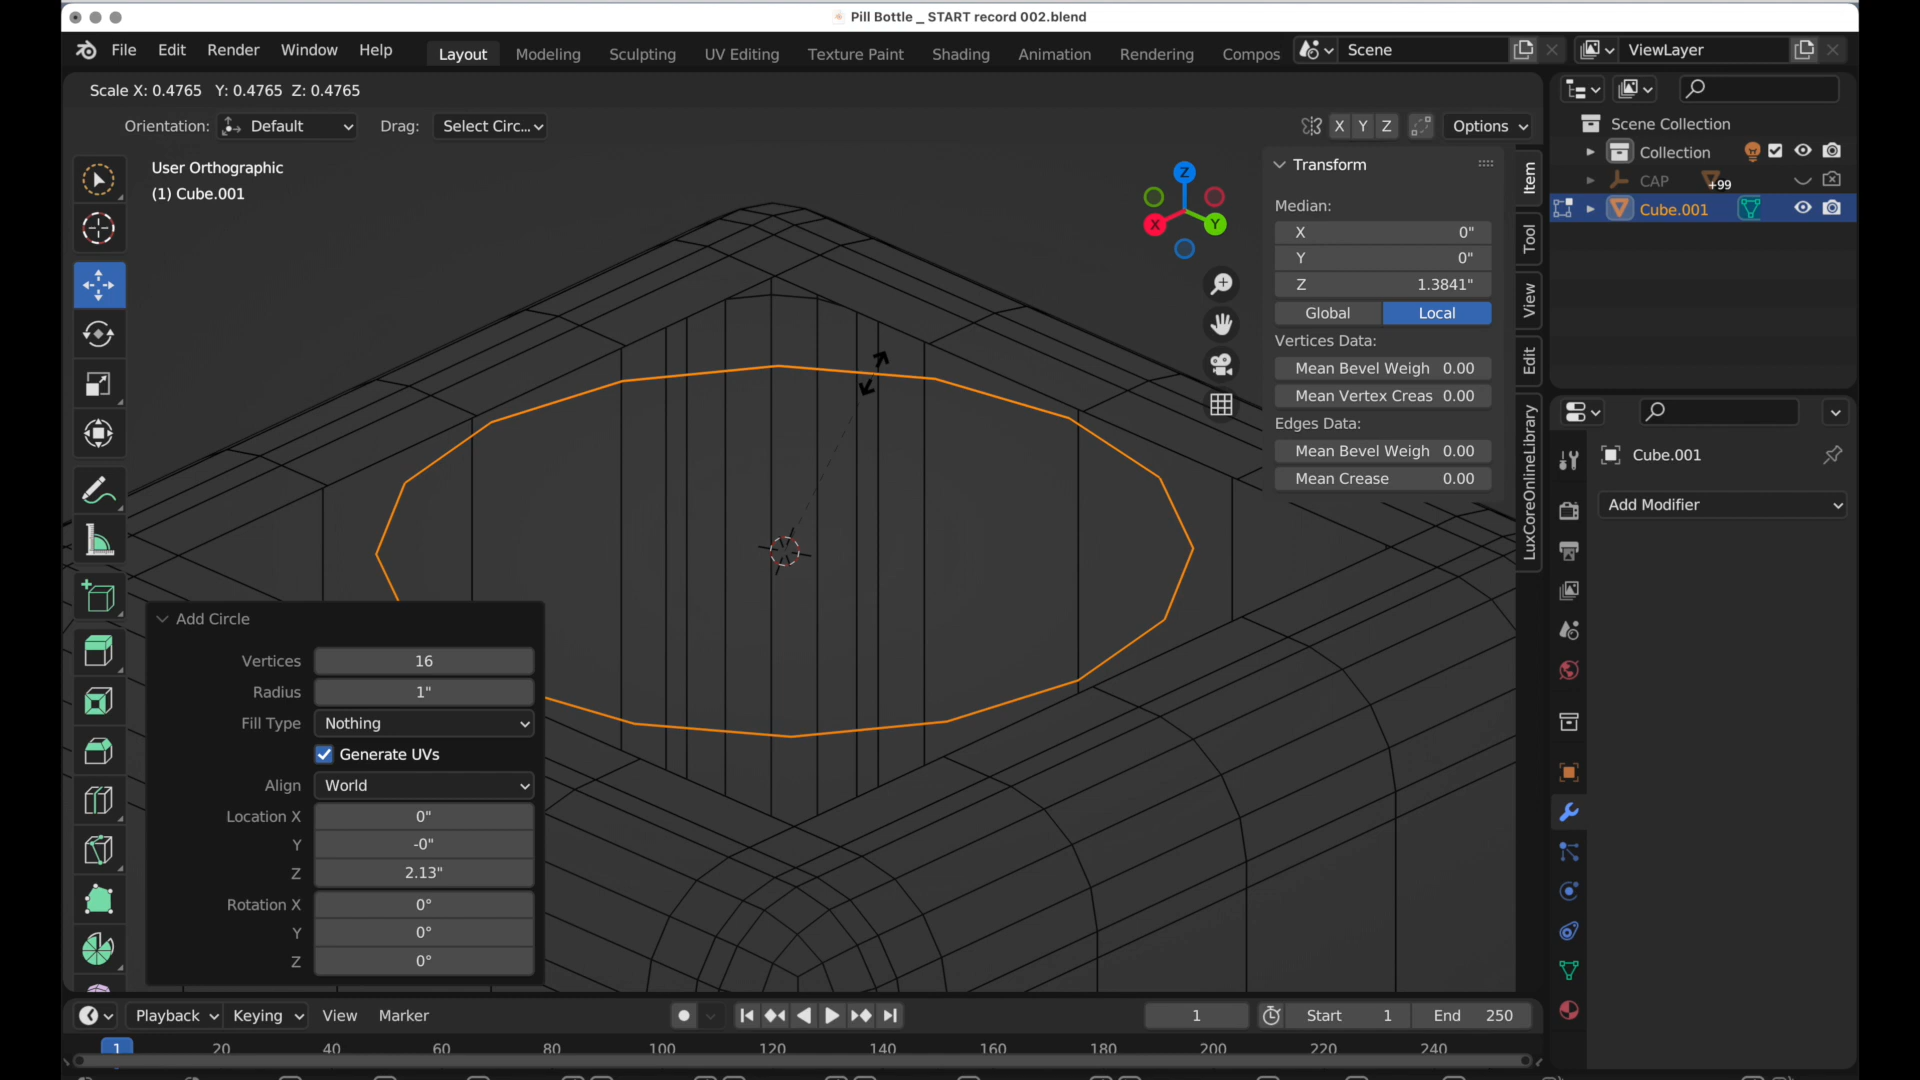 Pill Bottle _ START record 002.blend
File Edit Render Window Help Layout Modeling Sculpting UV Editing Texture Paint Shading Animation Rendering Compos Scene ViewLayer
Scale X: 0.4765 Y: 0.4765 Z: 0.4765
Orientation: Default Drag: Select Circ... X Y Z Options
User Orthographic
(1) Cube.001
Z
X
Y
Transform
Median:
X 0"
Y 0"
Z 1.3841"
Global Local
Vertices Data:
Mean Bevel Weigh 0.00
Mean Vertex Creas 0.00
Edges Data:
Mean Bevel Weigh 0.00
Mean Crease 0.00
Item
Tool
View
Edit
LuxCoreOnlineLibrary
Scene Collection
Collection
CAP +99
Cube.001
Cube.001
Add Modifier
Add Circle
Vertices 16
Radius 1"
Fill Type Nothing
Generate UVs
Align World
Location X 0"
Y -0"
Z 2.13"
Rotation X 0°
Y 0°
Z 0°
Playback Keying View Marker 1 Start 1 End 250
1 20 40 60 80 100 120 140 160 180 200 220 240